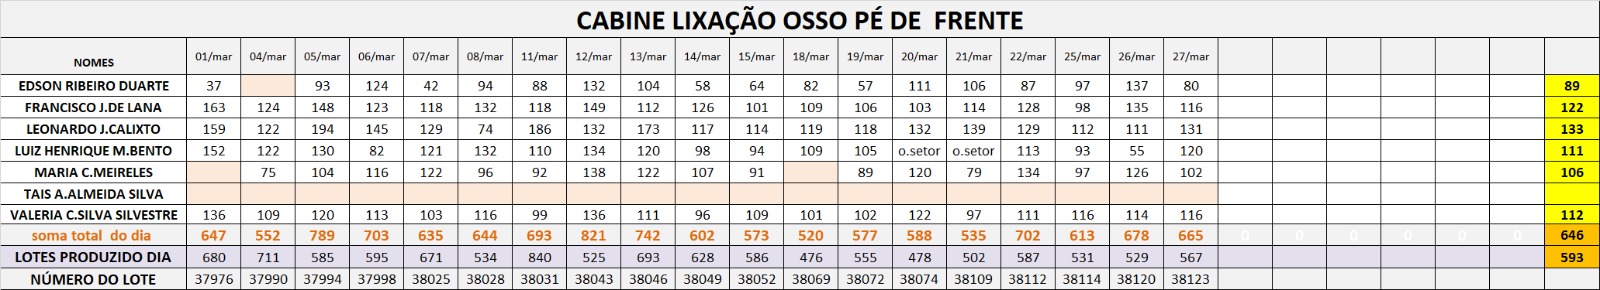 CABINE LIXAÇÃO OSSO PÉ DE FRENTE
NOMES 01/mar 04/mar 05/mar 06/mar 07/mar 08/mar 11/mar 12/mar 13/mar 14/mar 18/mar 19/mar 20/mar 21/mar 22/mar 25/mar 26/mar 27/mar
EDSON RIBEIRO DUARTE 37 93 124 42 94 88 132 104 58 64 82 57 111 106 87 97 137 80 89
FRANCISCO J.DE LANA 163 124 148 123 118 132 118 149 112 126 101 109 106 103 114 128 98 135 116 122
LEONARDO J.CALIXTO 159 122 194 145 129 74 186 132 173 117 114 119 118 132 139 129 112 111 131 133
LUIZ HENRIQUE M.BENTO 152 122 130 82 121 132 110 134 120 98 94 109 105 o.setor o.setor 113 93 55 120 111
MARIA C.MEIRELES 75 104 116 122 96 92 138 122 107 91 89 120 79 134 97 126 102 106
TAIS A.ALMEIDA SILVA
VALERIA C.SILVA SILVESTRE 136 109 120 113 103 116 99 136 111 96 109 101 102 122 97 111 116 114 116 112
soma total do dia 647 552 789 703 635 644 693 821 742 602 573 520 577 588 535 702 613 678 665 0 0 0 0 0 0 646
LOTES PRODUZIDO DIA 680 711 585 595 671 534 840 525 693 628 586 476 555 478 502 587 531 529 567 593
NÚMERO DO LOTE 37976 37990 37994 37998 38025 38028 38031 38043 38046 38049 38052 38069 38072 38074 38109 38112 38114 38120 38123